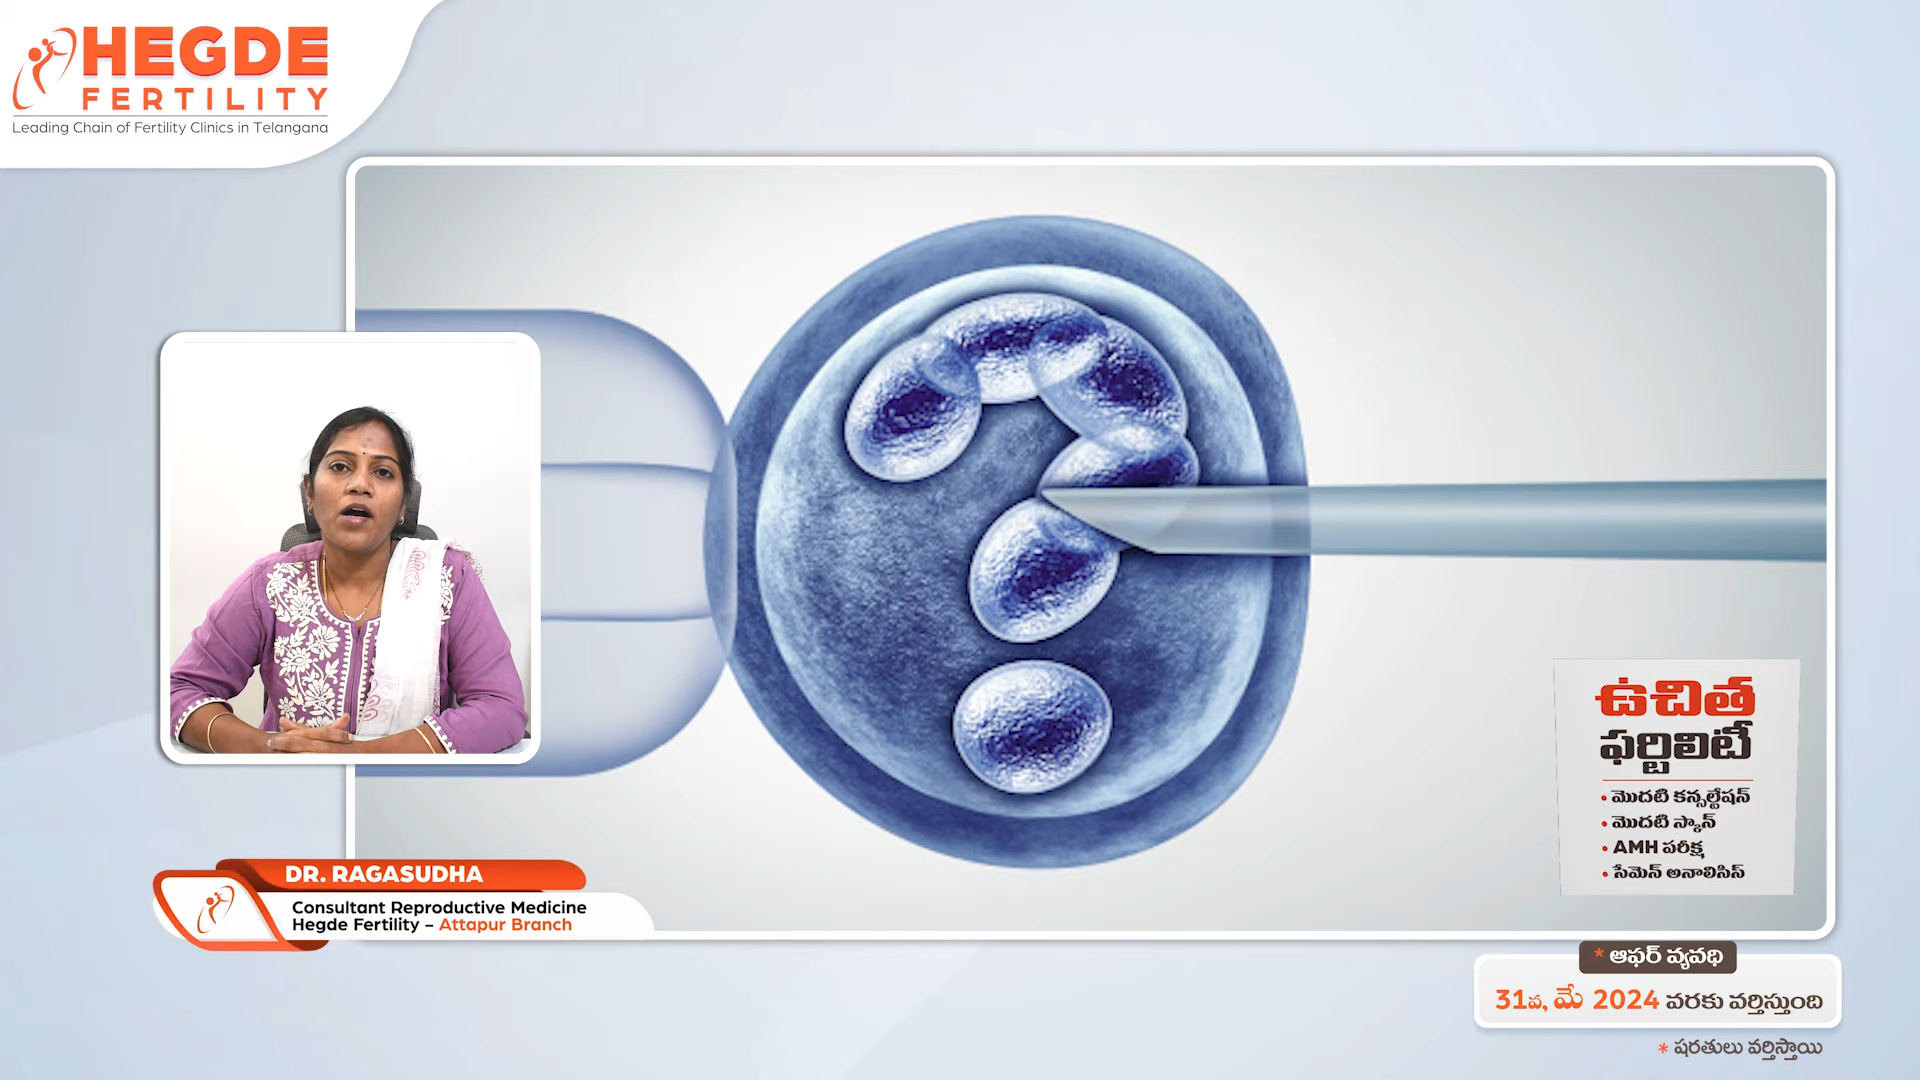 HEGDE
FERTILITY
Leading Chain of Fertility Clinics in Telangana
ఉచిత
ఫర్టిలిటీ
• మొదటి కన్సల్టేషన్
• మొదటి స్కాన్
• AMH పరీక్ష
• సేమెన్ అనాలిసిస్
DR. RAGASUDHA
Consultant Reproductive Medicine
Hegde Fertility - Attapur Branch
* ఆఫర్ వ్యవధి
31వ, మే 2024 వరకు వర్తిస్తుంది
* షరతులు వర్తిస్తాయి